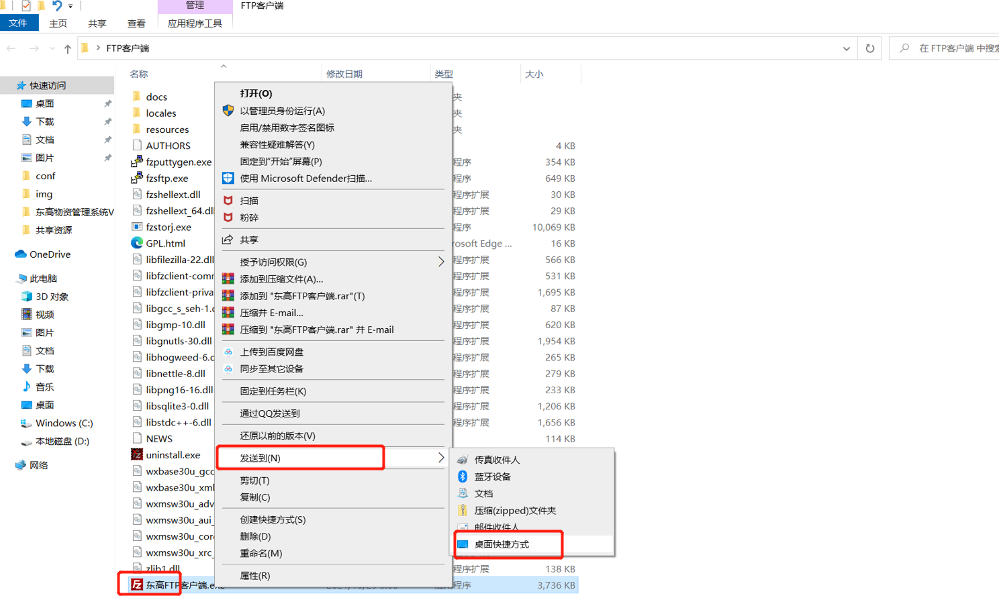 管理
FTP客户端
文件
主页
共享
查看
应用程序工具
FTP客户端
在 FTP客户端 中搜索
名称
修改日期
类型
大小
快速访问
桌面
下载
文档
图片
conf
img
东高物资管理系统V
共享资源
OneDrive
此电脑
3D 对象
视频
图片
文档
下载
音乐
桌面
Windows (C:)
本地磁盘 (D:)
网络
docs
夹
locales
夹
resources
夹
AUTHORS
4 KB
fzputtygen.exe
程序
354 KB
fzsftp.exe
程序
649 KB
fzshellext.dll
程序扩展
30 KB
fzshellext_64.dll
程序扩展
29 KB
fzstorj.exe
程序
10,069 KB
GPL.html
rosoft Edge ...
16 KB
libfilezilla-22.dll
程序扩展
566 KB
libfzclient-comm
程序扩展
531 KB
libfzclient-priva
程序扩展
1,695 KB
libgcc_s_seh-1.d
程序扩展
87 KB
libgmp-10.dll
程序扩展
620 KB
libgnutls-30.dll
程序扩展
1,954 KB
libhogweed-6.d
程序扩展
265 KB
libnettle-8.dll
程序扩展
279 KB
libpng16-16.dll
程序扩展
233 KB
libsqlite3-0.dll
程序扩展
1,206 KB
libstdc++-6.dll
程序扩展
1,656 KB
NEWS
114 KB
uninstall.exe
wxbase30u_gcc
wxbase30u_xml
wxmsw30u_adv
wxmsw30u_aui_
wxmsw30u_core
wxmsw30u_xrc_
zlib1.dll
程序扩展
138 KB
东高FTP客户端.exe
程序
3,736 KB
打开(O)
以管理员身份运行(A)
启用/禁用数字签名图标
兼容性疑难解答(Y)
固定到"开始"屏幕(P)
使用 Microsoft Defender扫描...
扫描
粉碎
共享
授予访问权限(G)
添加到压缩文件(A)...
添加到 "东高FTP客户端.rar"(T)
压缩并 E-mail...
压缩到 "东高FTP客户端.rar" 并 E-mail
上传到百度网盘
同步至其它设备
固定到任务栏(K)
通过QQ发送到
还原以前的版本(V)
发送到(N)
剪切(T)
复制(C)
创建快捷方式(S)
删除(D)
重命名(M)
属性(R)
传真收件人
蓝牙设备
文档
压缩(zipped)文件夹
邮件收件人
桌面快捷方式